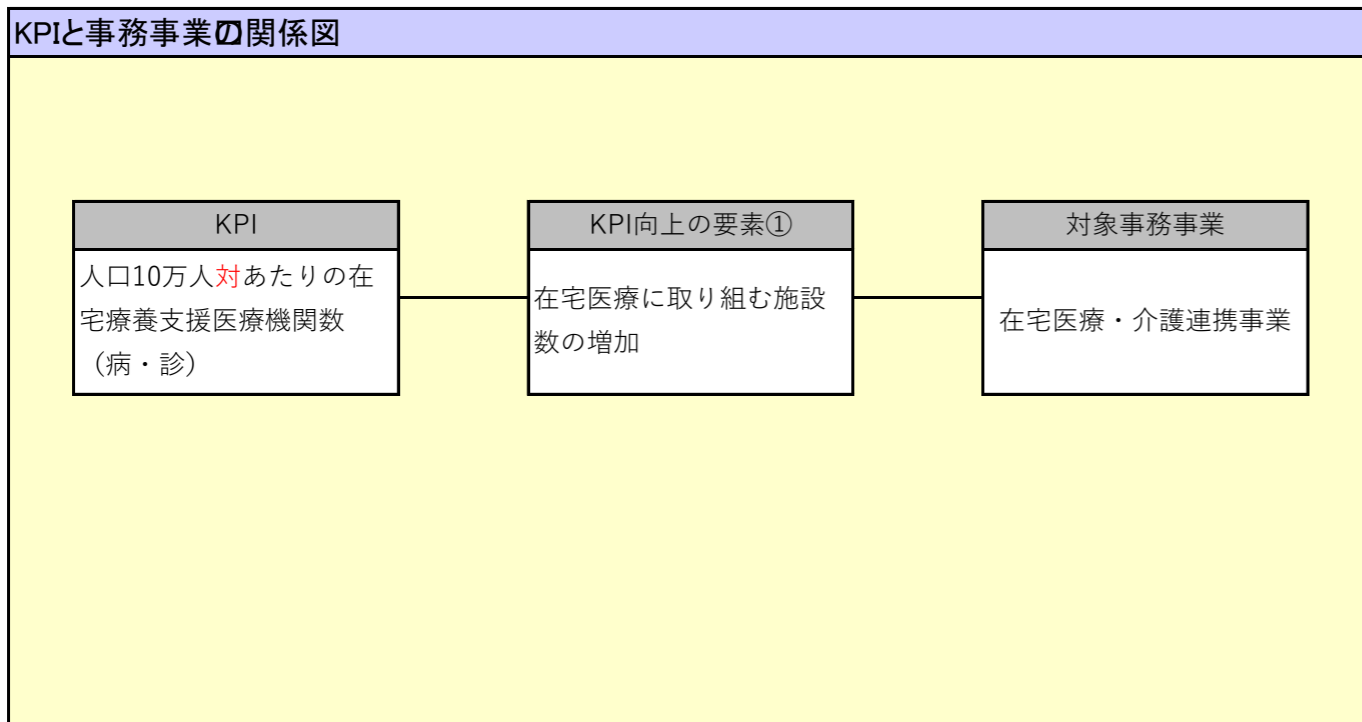 KPIと事務事業の関係図
KPI
人口10万人対あたりの在
宅療養支援医療機関数
（病・診）
KPI向上の要素①
在宅医療に取り組む施設
数の増加
対象事務事業
在宅医療・介護連携事業